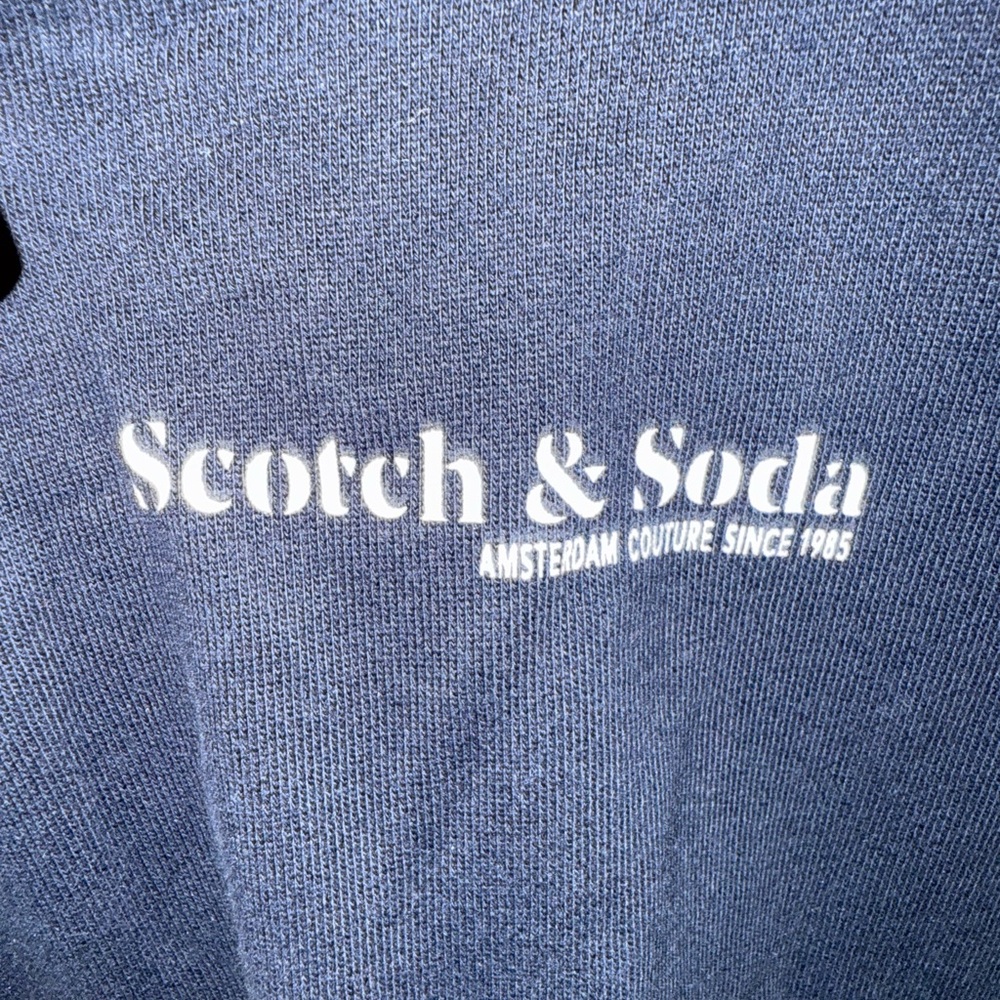 Scotch & Soda
AMSTERDAM COUTURE SINCE 1985